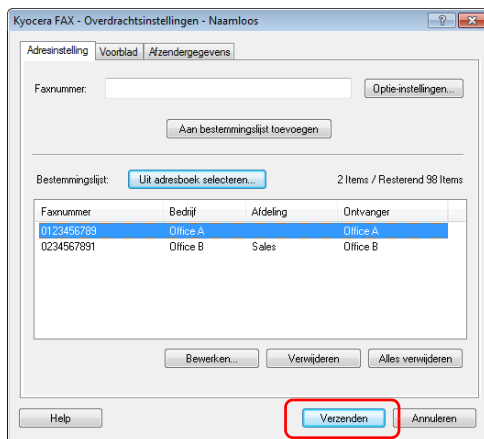 Kyocera FAX - Overdrachtsinstellingen - Naamloos
Adresinstelling Voorblad Afzendergegevens
Faxnummer: Optie-instellingen...
Aan bestemmingslijst toevoegen
Bestemmingslijst: Uit adresboek selecteren... 2 Items / Resterend 98 Items
Faxnummer Bedrijf Afdeling Ontvanger
0123456789 Office A Office A
0234567891 Office B Sales Office B
Bewerken... Verwijderen Alles verwijderen
Help Verzenden Annuleren